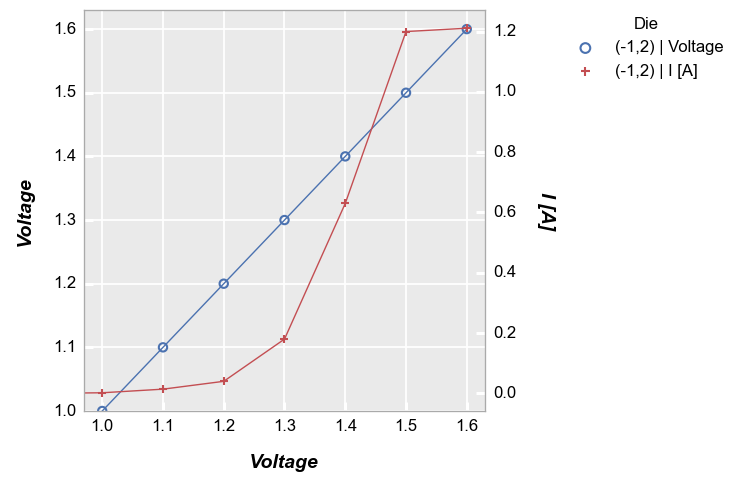 Die
(-1,2) | Voltage
(-1,2) | I [A]
Voltage
1.6
1.5
1.4
1.3
1.2
1.1
1.0
1.2
1.0
0.8
0.6
0.4
0.2
0.0
I [A]
1.0 1.1 1.2 1.3 1.4 1.5 1.6
Voltage